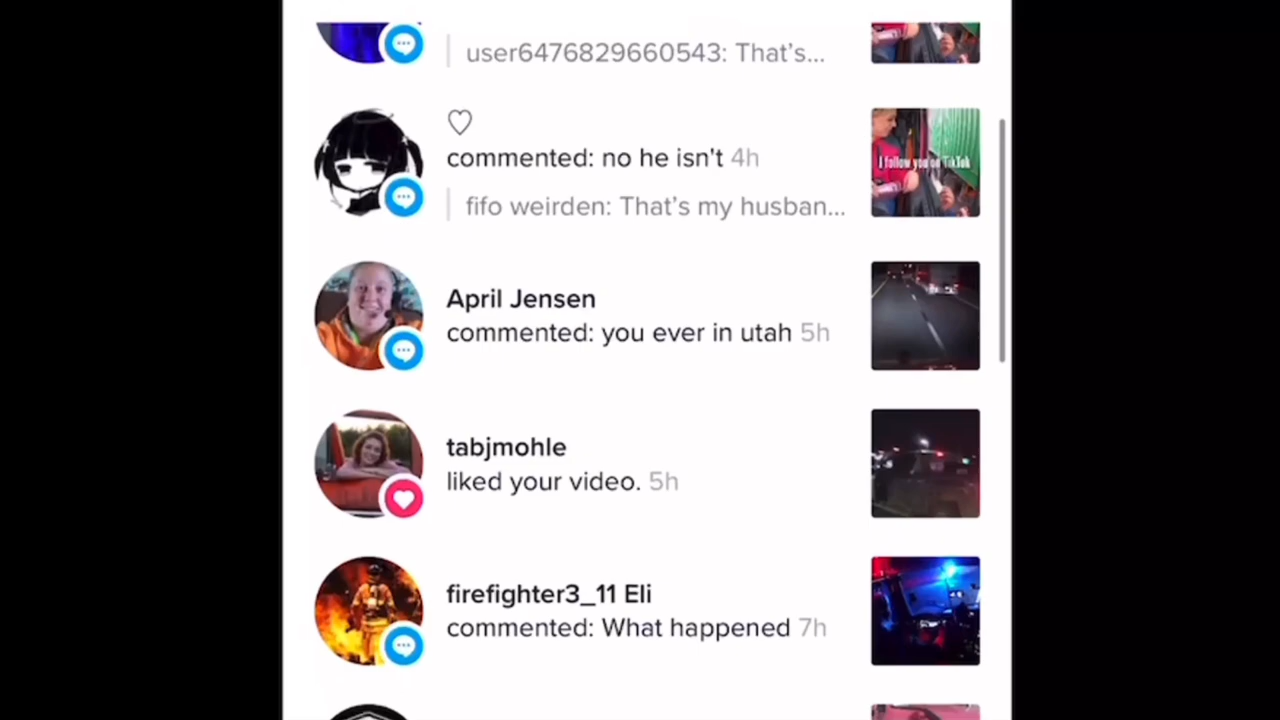 user6476829660543: That's...
♡
commented: no he isn't 4h
fifo weirden: That's my husban...
I follow you on TikTok
April Jensen
commented: you ever in utah 5h
tabjmohle
liked your video. 5h
firefighter3_11 Eli
commented: What happened 7h